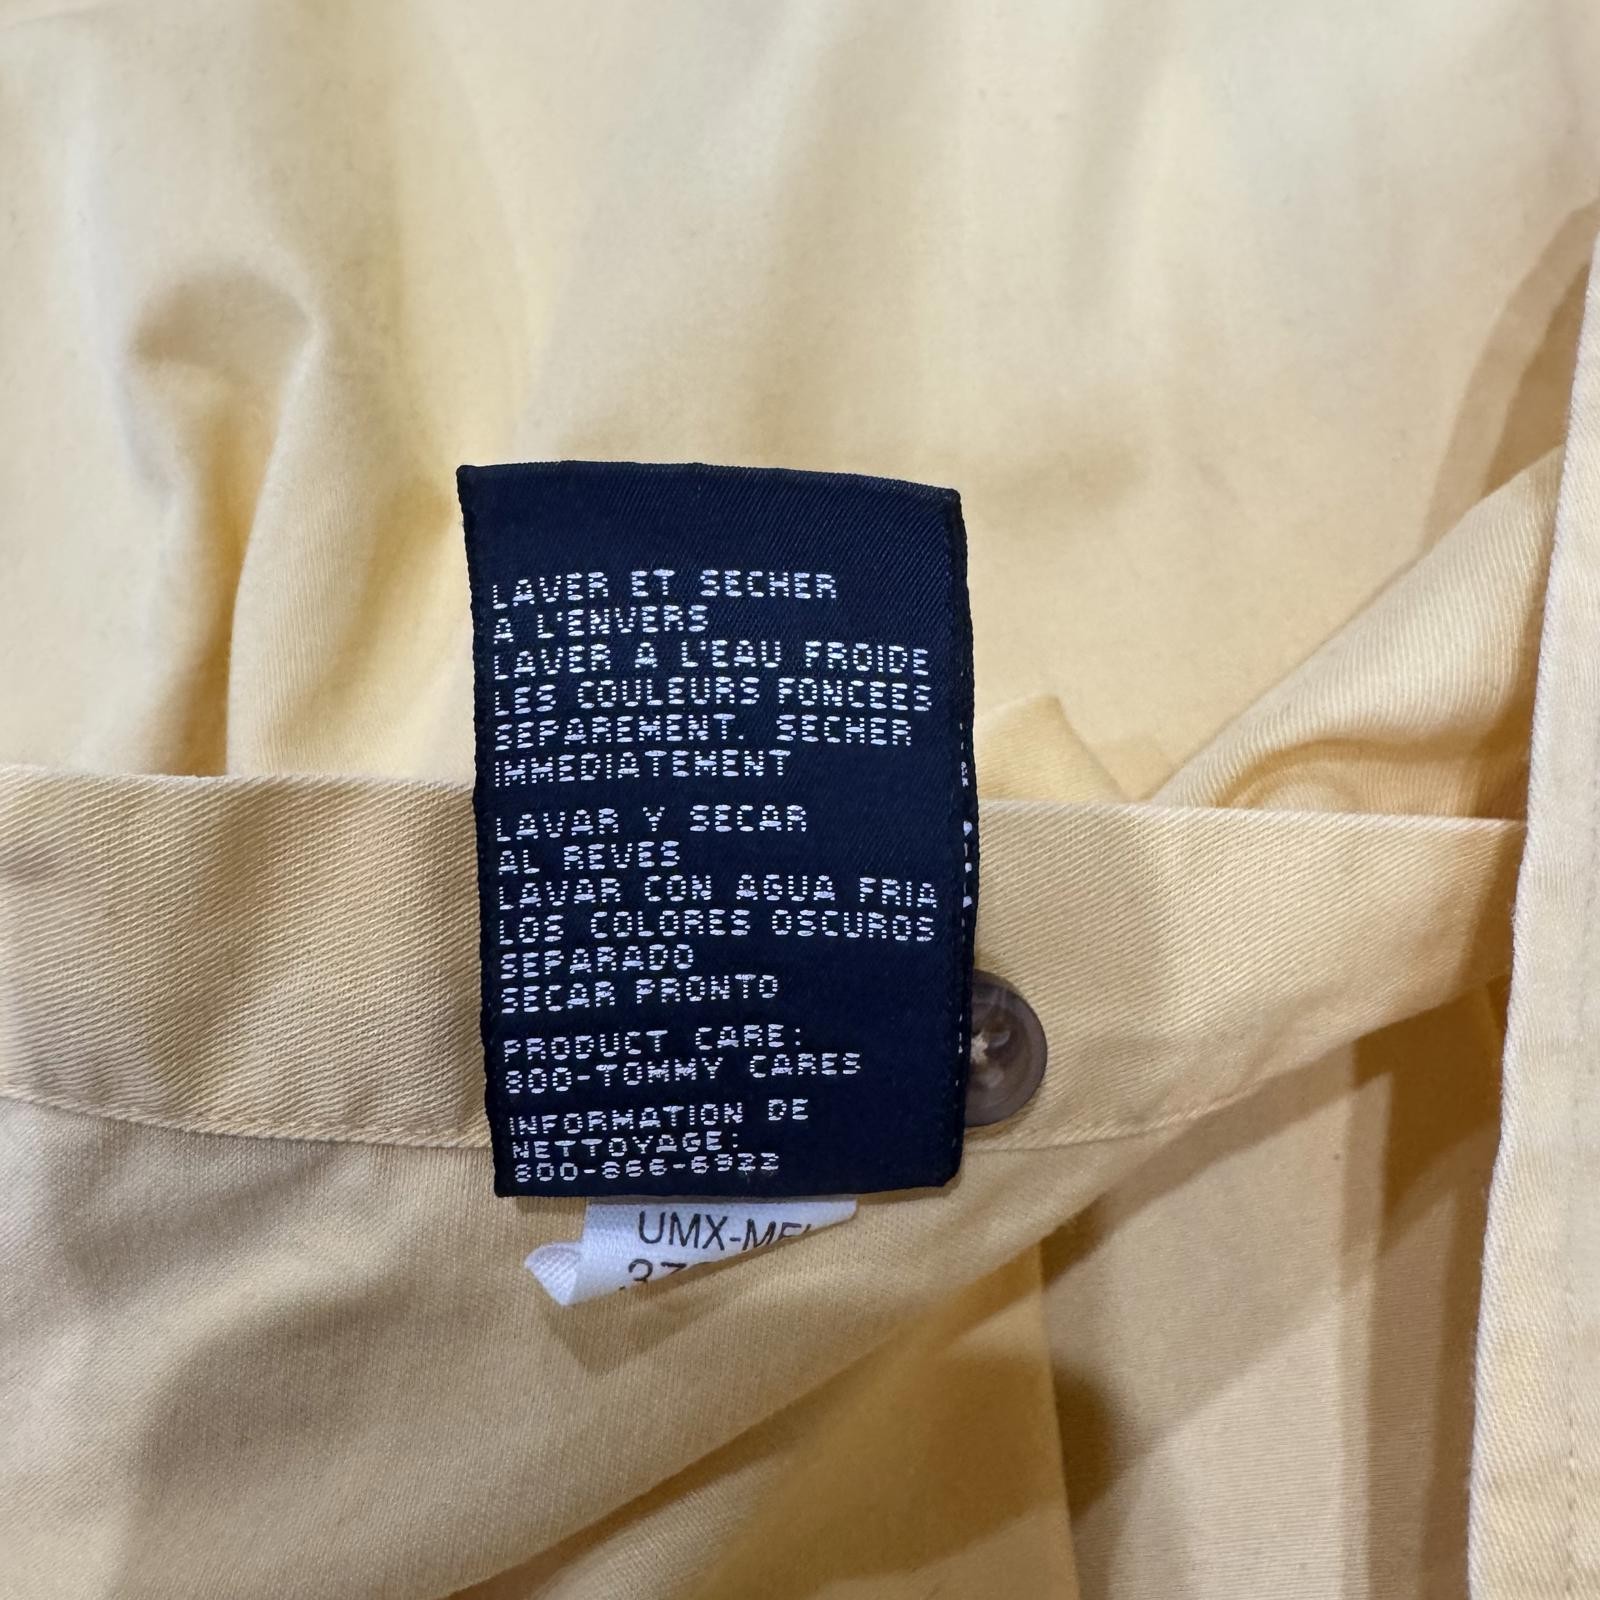 LAVER ET SECHER
A L'ENVERS
LAVER A L'EAU FROIDE
LES COULEURS FONCEES
SEPAREMENT. SECHER
IMMEDIATEMENT
LAVAR Y SECAR
AL REVES
LAVAR CON AGUA FRIA
LOS COLORES OSCUROS
SEPARADO
SECAR PRONTO
PRODUCT CARE:
800-TOMMY CARES
INFORMATION DE
NETTOYAGE:
800-866-6922